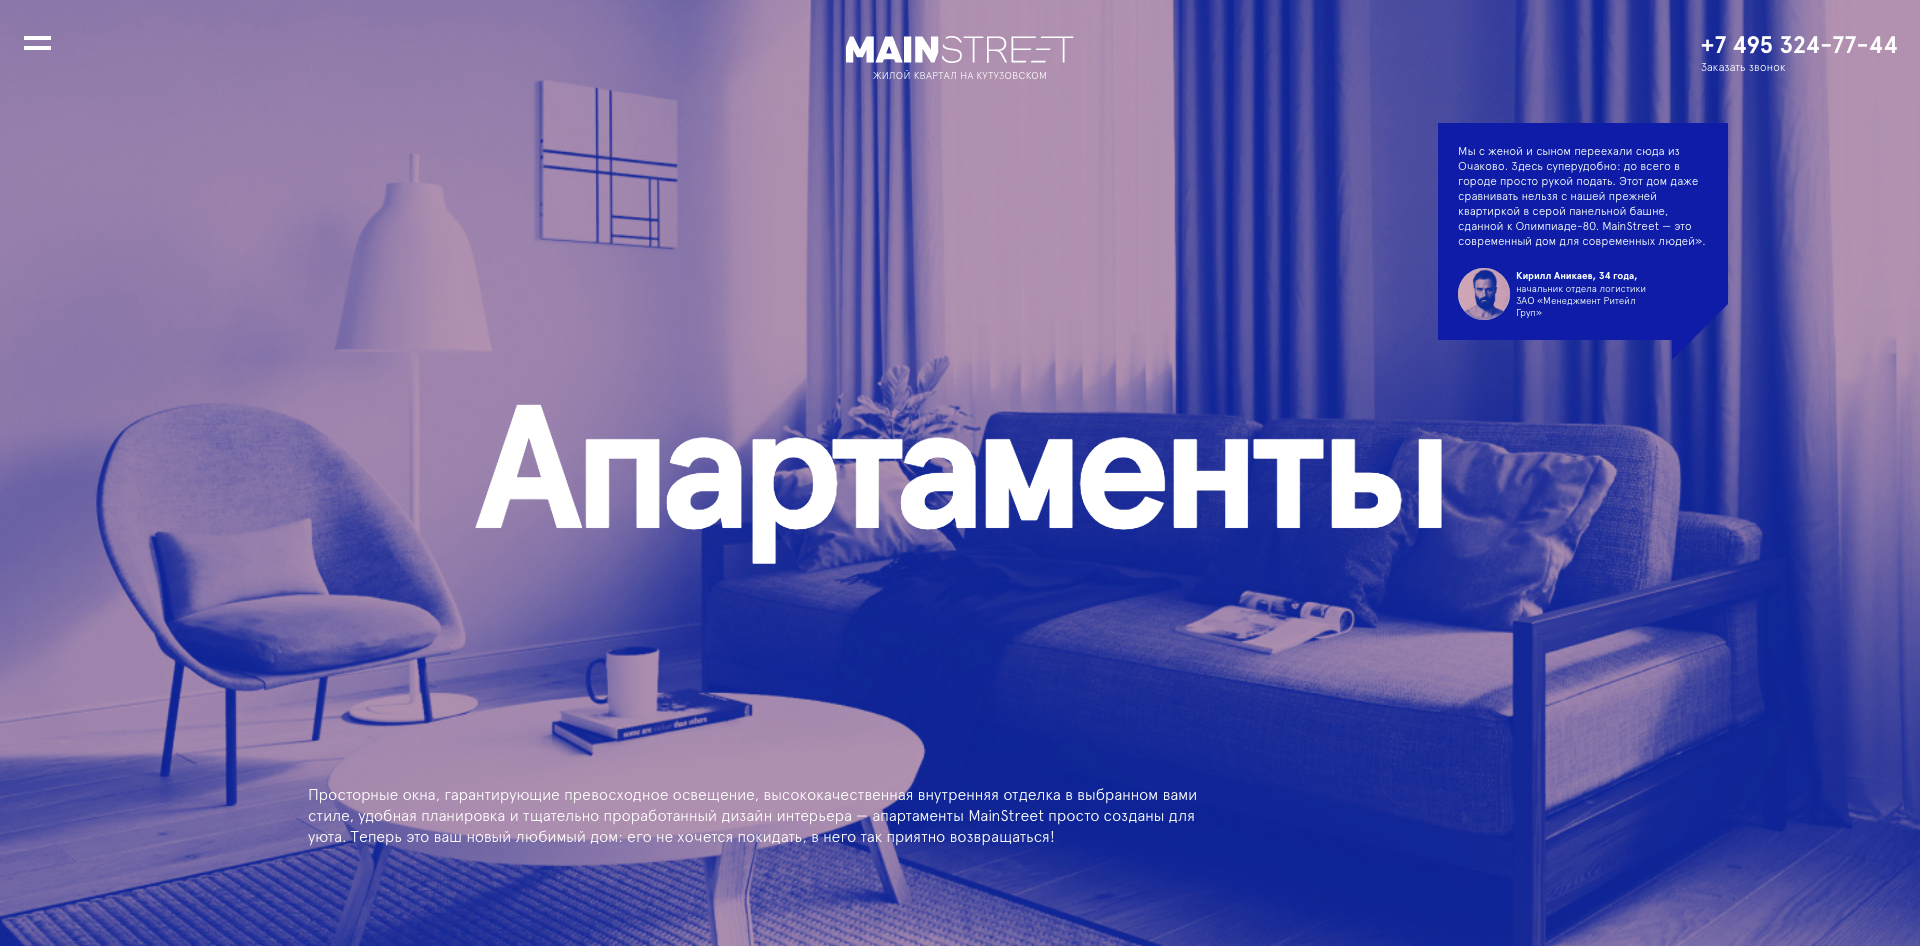 MAINSTREET
ЖИЛОЙ КВАРТАЛ НА КУТУЗОВСКОМ
+7 495 324-77-44
Заказать звонок
Мы с женой и сыном переехали сюда из
Очаково. Здесь суперудобно: до всего в
городе просто рукой подать. Этот дом даже
сравнивать нельзя с нашей прежней
квартиркой в серой панельной башне,
сданной к Олимпиаде-80. MainStreet — это
современный дом для современных людей».
Кирилл Аникаев, 34 года,
начальник отдела логистики
ЗАО «Менеджмент Ритейл
Груп»
Апартаменты
than others
Просторные окна, гарантирующие превосходное освещение, высококачественная внутренняя отделка в выбранном вами
стиле, удобная планировка и тщательно проработанный дизайн интерьера — апартаменты MainStreet просто созданы для
уюта. Теперь это ваш новый любимый дом: его не хочется покидать, в него так приятно возвращаться!